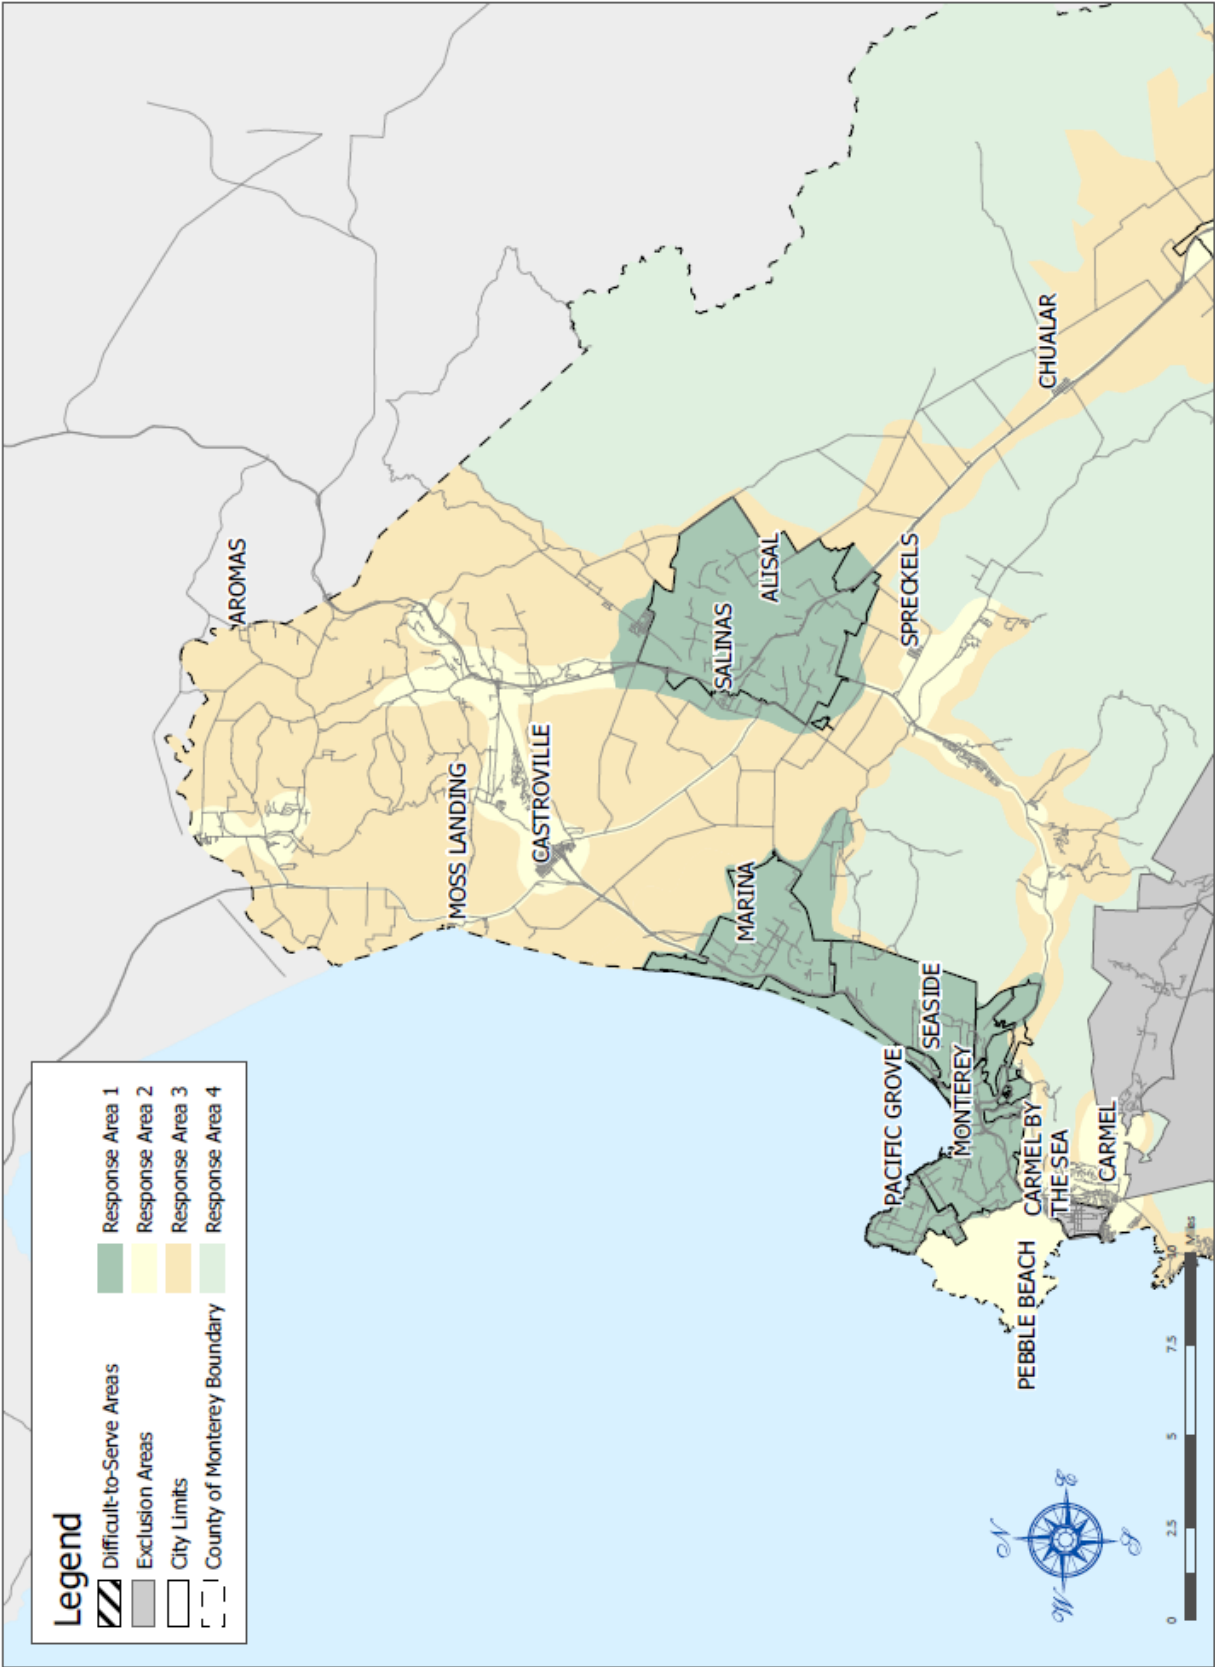 Legend
Difficult-to-Serve Areas
Exclusion Areas
City Limits
County of Monterey Boundary
Response Area 1
Response Area 2
Response Area 3
Response Area 4
AROMAS
MOSS LANDING
CASTROVILLE
SALINAS
ALISAL
MARINA
SPRECKELS
CHUALAR
SEASIDE
PACIFIC GROVE
MONTEREY
CARMEL BY
THE SEA
CARMEL
PEBBLE BEACH
N
W
E
S
0 2.5 5 7.5 10
Miles